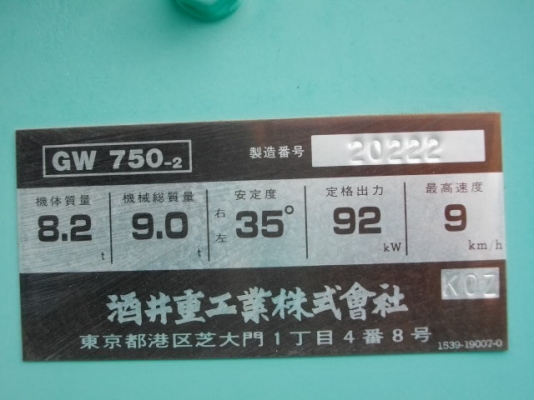 GW 750-2 製造番号 20222
機体質量 機械総質量 安定度 定格出力 最高速度
8.2 t 9.0 t 右左 35° 92 kW 9 km/h
KOZ
酒井重工業株式會社
東京都港区芝大門1丁目4番8号
1539-19007-0